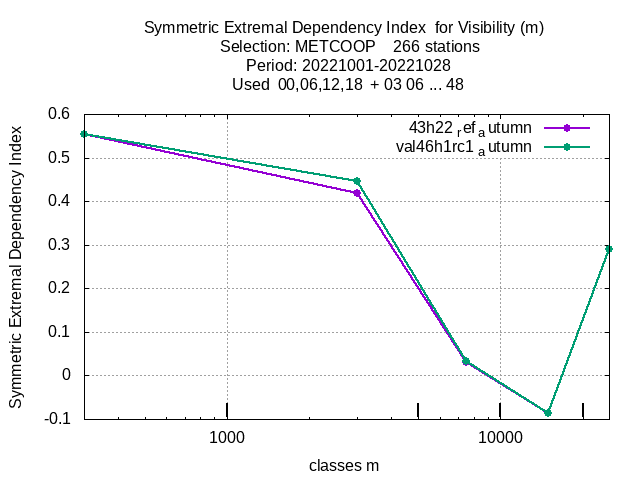 Symmetric Extremal Dependency Index for Visibility (m)
Selection: METCOOP 266 stations
Period: 20221001-20221028
Used 00,06,12,18 + 03 06 ... 48
43h22 ref autumn
val46h1rc1 autumn
Symmetric Extremal Dependency Index
0.6
0.5
0.4
0.3
0.2
0.1
0
-0.1
1000 10000
classes m